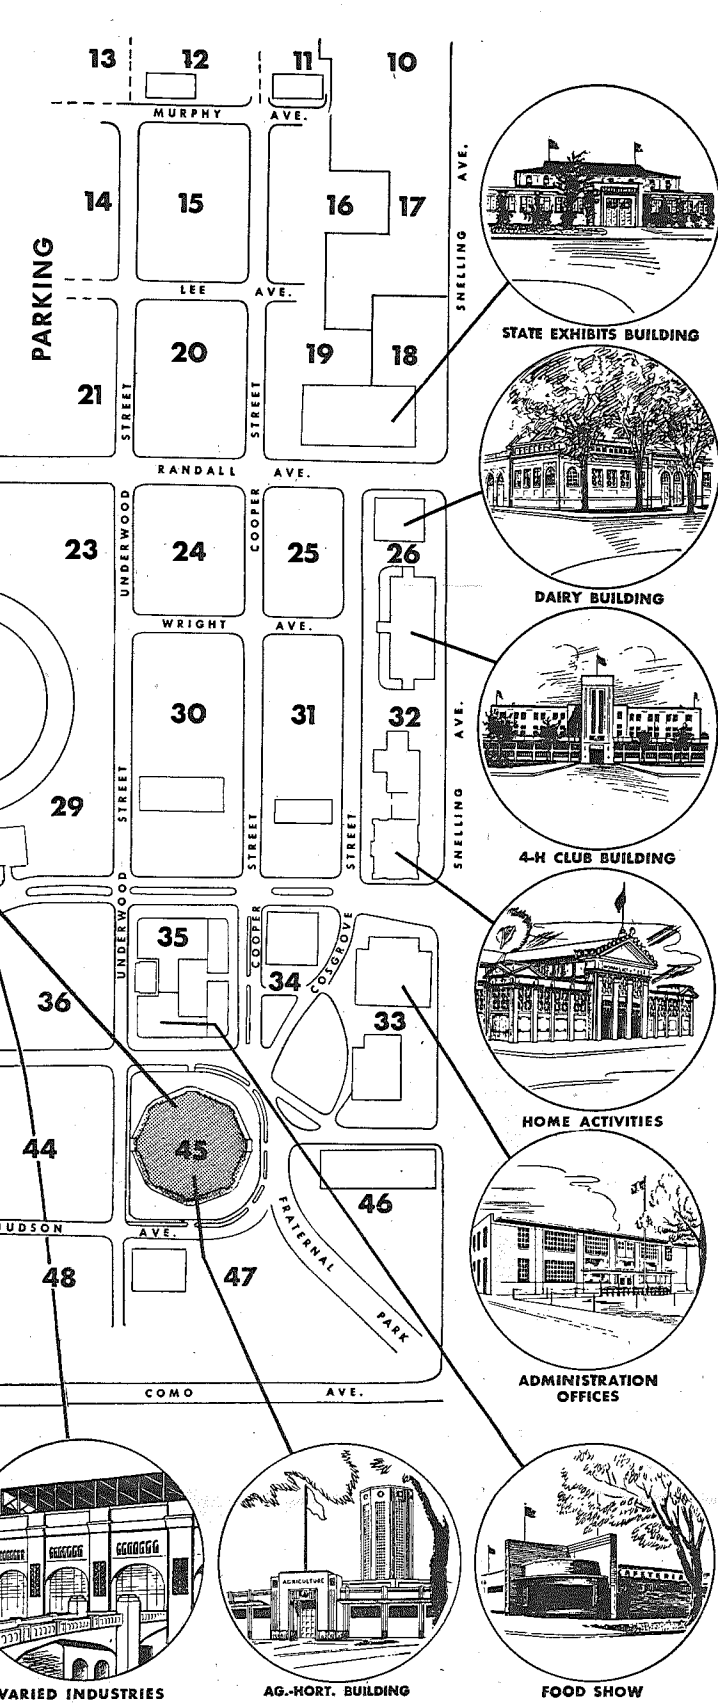 13
12
11
10
MURPHY AVE.
14
15
16
17
SNELLING AVE.
PARKING
LEE AVE.
STATE EXHIBITS BUILDING
20
19
18
21
STREET
STREET
RANDALL AVE.
UNDERWOOD
COOPER
23
24
25
26
DAIRY BUILDING
WRIGHT AVE.
30
31
32
SNELLING AVE.
29
STREET
STREET
STREET
4-H CLUB BUILDING
UNDERWOOD
COOPER
COSGROVE
35
34
36
33
HOME ACTIVITIES
44
45
46
HUDSON AVE.
FRATERNAL PARK
48
47
ADMINISTRATION
OFFICES
COMO AVE.
AGRICULTURE
CAFETERIA
VARIED INDUSTRIES
AG.-HORT. BUILDING
FOOD SHOW